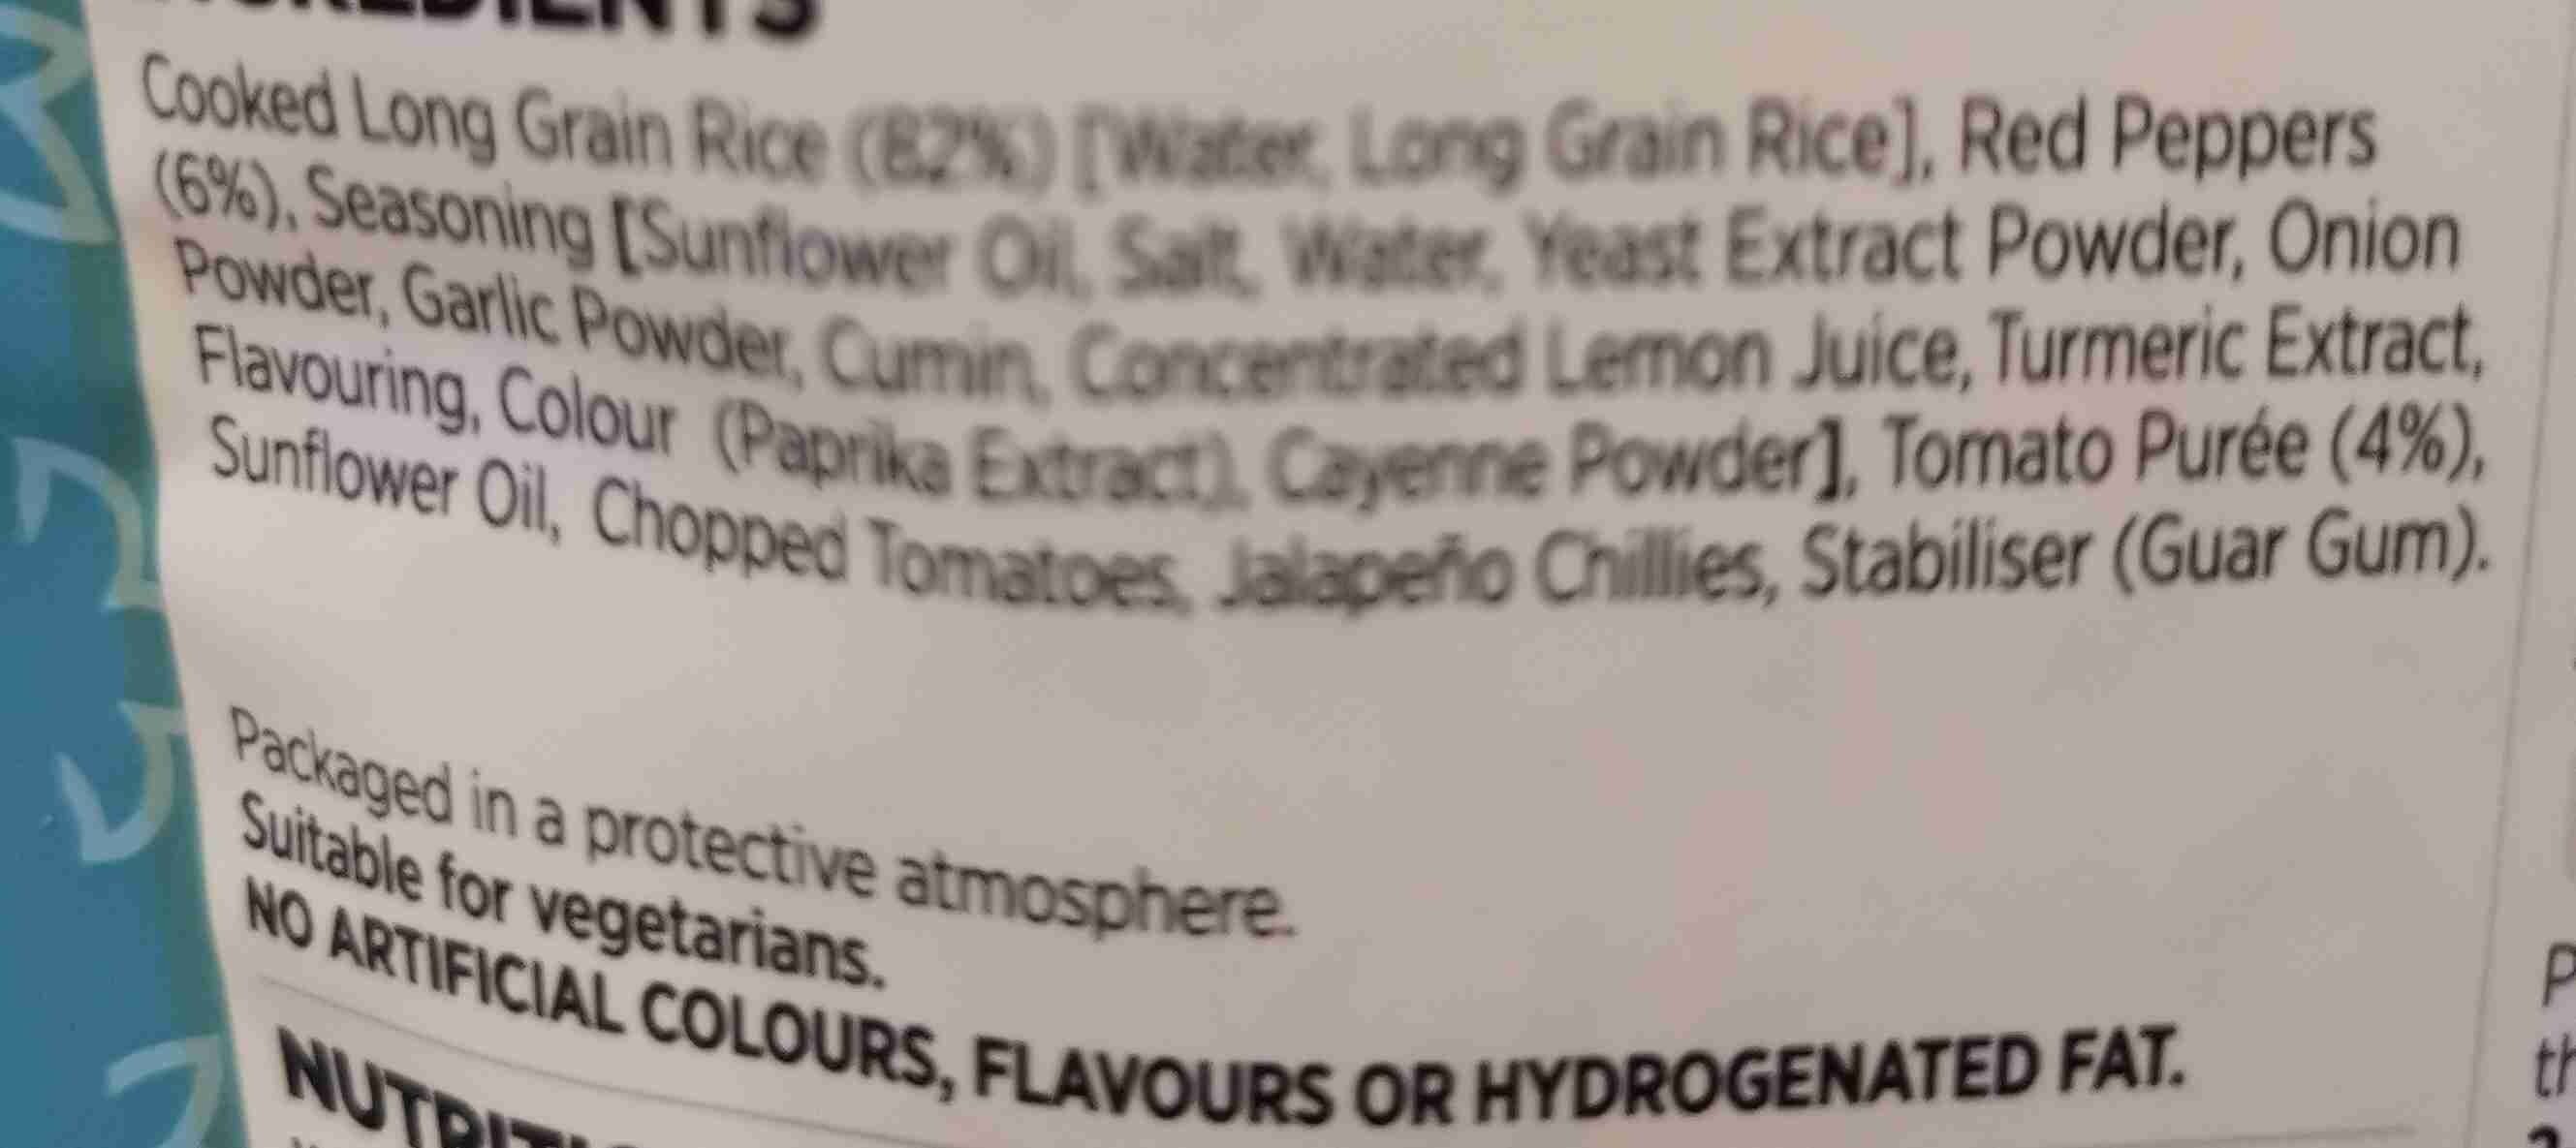 INGREDIENTS
Cooked Long Grain Rice (82%) [Water, Long Grain Rice], Red Peppers
(6%), Seasoning [Sunflower Oil, Salt, Water, Yeast Extract Powder, Onion
Powder, Garlic Powder, Cumin, Concentrated Lemon Juice, Turmeric Extract,
Flavouring, Colour (Paprika Extract), Cayenne Powder], Tomato Purée (4%),
Sunflower Oil, Chopped Tomatoes, Jalapeño Chillies, Stabiliser (Guar Gum).
Packaged in a protective atmosphere.
Suitable for vegetarians.
NO ARTIFICIAL COLOURS, FLAVOURS OR HYDROGENATED FAT.